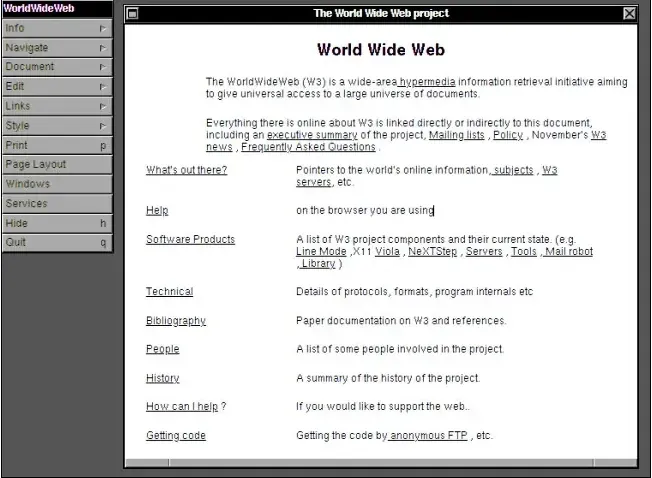 WorldWideWeb
Info
Navigate
Document
Edit
Links
Style
Print p
Page Layout
Windows
Services
Hide h
Quit q
The World Wide Web project
World Wide Web
The WorldWideWeb (W3) is a wide-area hypermedia information retrieval initiative aiming
to give universal access to a large universe of documents.
Everything there is online about W3 is linked directly or indirectly to this document,
including an executive summary of the project, Mailing lists , Policy , November's W3
news , Frequently Asked Questions .
What's out there? Pointers to the world's online information, subjects , W3
servers, etc.
Help on the browser you are using
Software Products A list of W3 project components and their current state. (e.g.
Line Mode ,X11 Viola , NeXTStep , Servers , Tools , Mail robot
, Library )
Technical Details of protocols, formats, program internals etc
Bibliography Paper documentation on W3 and references.
People A list of some people involved in the project.
History A summary of the history of the project.
How can I help ? If you would like to support the web..
Getting code Getting the code by anonymous FTP , etc.